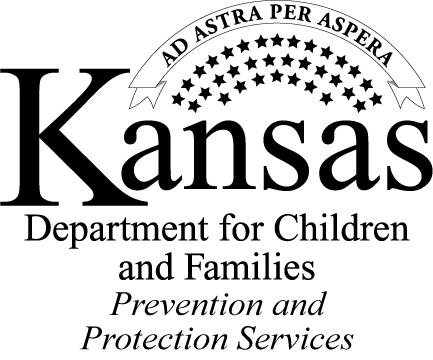 AD ASTRA PER ASPERA
Kansas
Department for Children
and Families
Prevention and
Protection Services